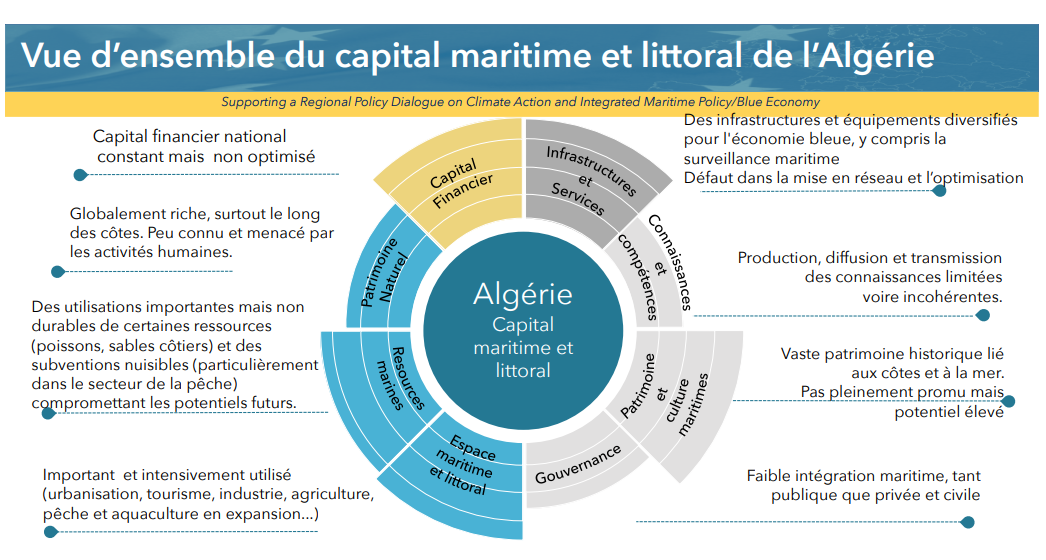 Vue d’ensemble du capital maritime et littoral de l’Algérie
Supporting a Regional Policy Dialogue on Climate Action and Integrated Maritime Policy/Blue Economy
Capital financier national
constant mais non optimisé
Globalement riche, surtout le long
des côtes. Peu connu et menacé par
les activités humaines.
Des utilisations importantes mais non
durables de certaines ressources
(poissons, sables côtiers) et des
subventions nuisibles (particulièrement
dans le secteur de la pêche)
compromettant les potentiels futurs.
Important et intensivement utilisé
(urbanisation, tourisme, industrie, agriculture,
pêche et aquaculture en expansion...)
Capital
Financier
Patrimoine
Naturel
Resources
marines
Espace
maritime
et littoral
Algérie
Capital
maritime et
littoral
Infrastructures
et
Services
Connaissances
et
compétences
Patrimoine
et
culture
maritimes
Gouvernance
Des infrastructures et équipements diversifiés
pour l'économie bleue, y compris la
surveillance maritime
Défaut dans la mise en réseau et l’optimisation
Production, diffusion et transmission
des connaissances limitées
voire incohérentes.
Vaste patrimoine historique lié
aux côtes et à la mer.
Pas pleinement promu mais
potentiel élevé
Faible intégration maritime, tant
publique que privée et civile